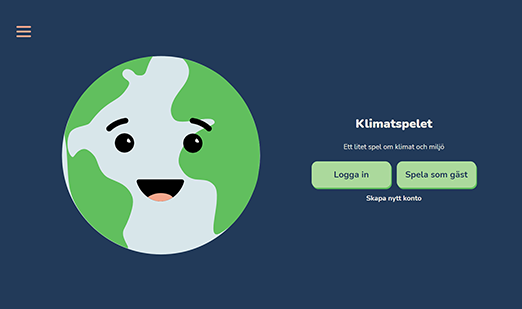 Klimatspelet
Ett litet spel om klimat och miljö
Logga in
Spela som gäst
Skapa nytt konto